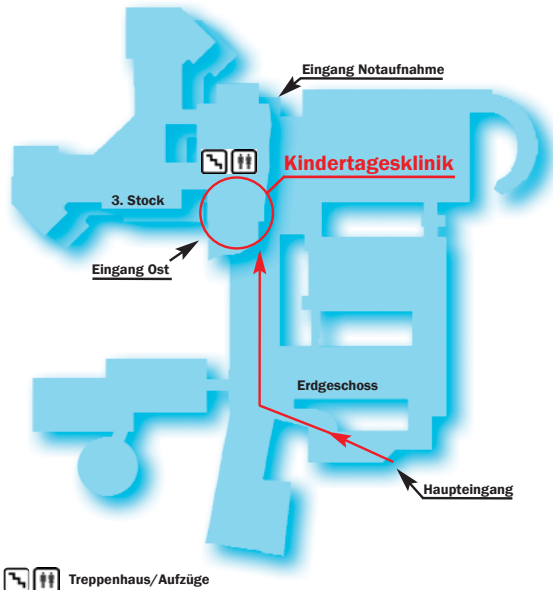 Eingang Notaufnahme
Kindertagesklinik
3. Stock
Eingang Ost
Erdgeschoss
Haupteingang
Treppenhaus/Aufzüge